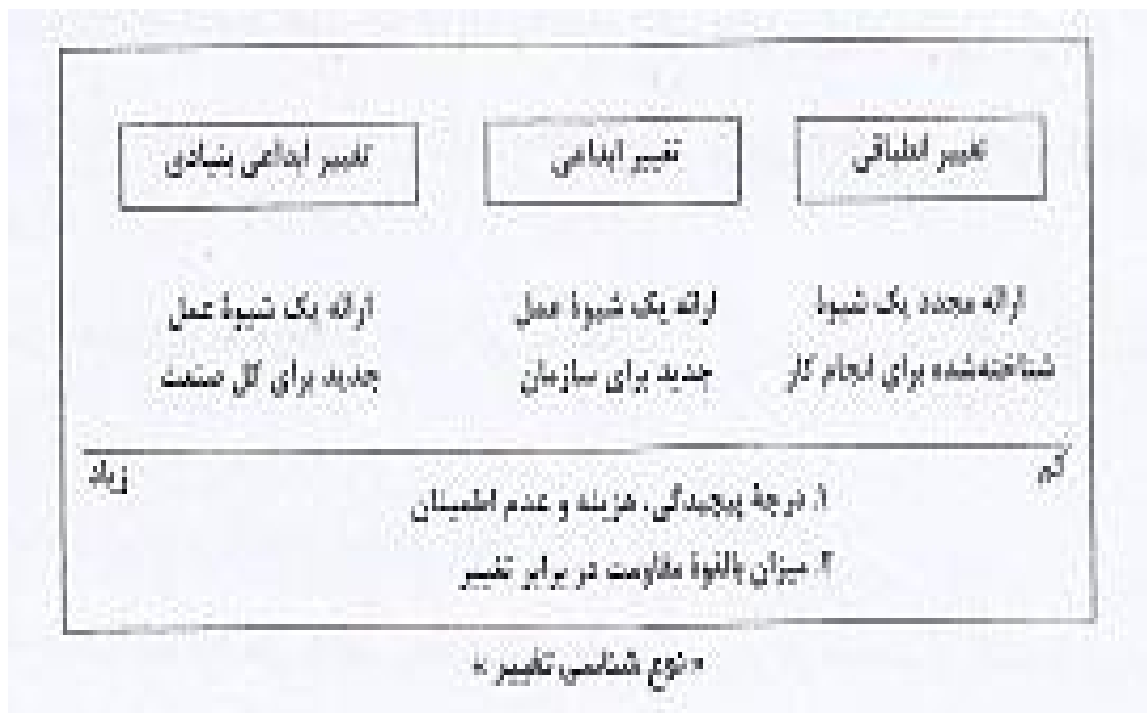 تغییر انطباقی
تغییر ابداعی
تغییر ابداعی بنیادی
ارائه مجدد یک شیوهٔ
شناخته‌شده برای انجام کار
ارائه یک شیوهٔ عمل
جدید برای سازمان
ارائه یک شیوهٔ عمل
جدید برای کل صنعت
کم
زیاد
۱. درجهٔ پیچیدگی، هزینه و عدم اطمینان
۲. میزان بالقوهٔ مقاومت در برابر تغییر
« نوع شناسی تغییر »